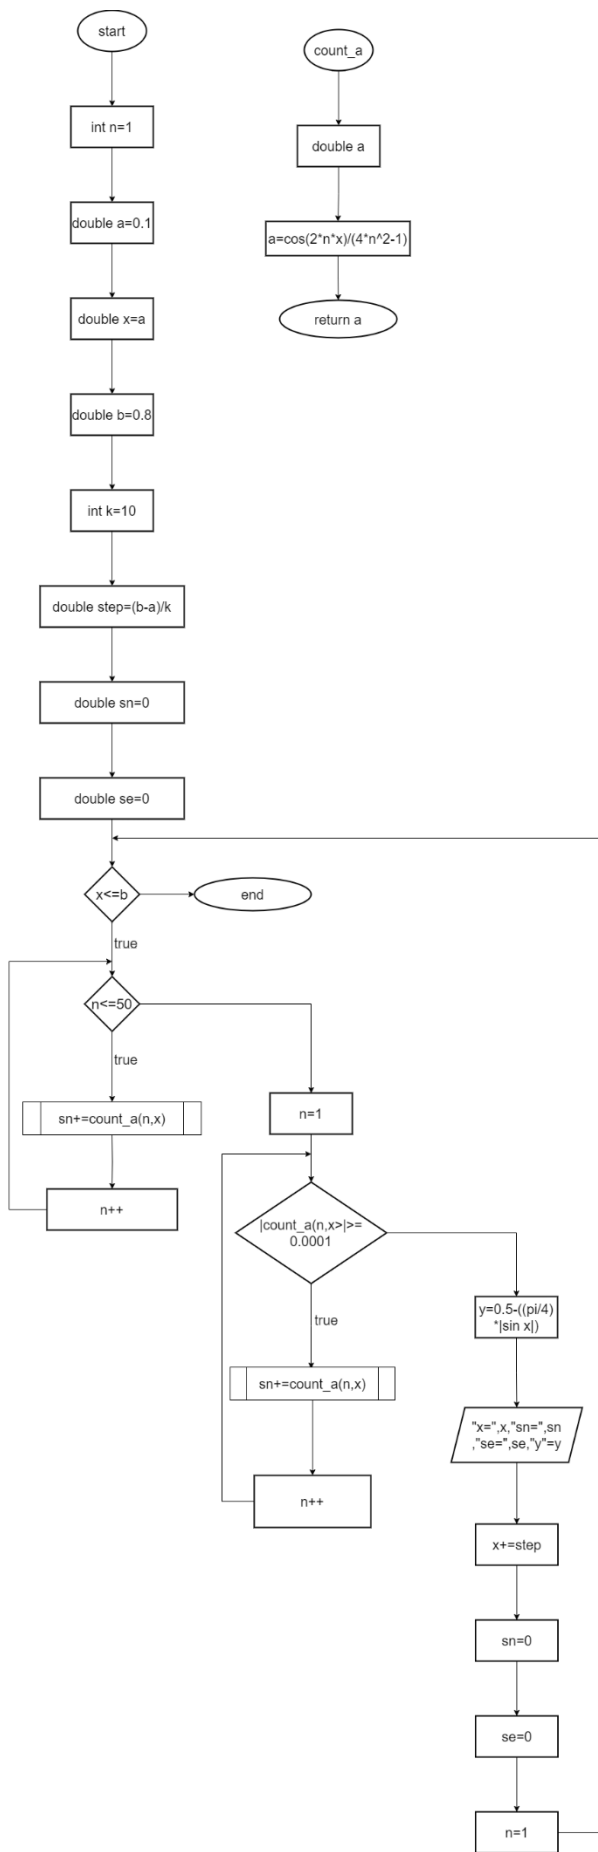 start
int n=1
double a=0.1
double x=a
double b=0.8
int k=10
double step=(b-a)/k
double sn=0
double se=0
x<=b
end
true
n<=50
true
sn+=count_a(n,x)
n++
n=1
|count_a(n,x>|>=
0.0001
true
sn+=count_a(n,x)
n++
y=0.5-((pi/4)
*|sin x|)
"x=",x,"sn=",sn
,"se=",se,"y"=y
x+=step
sn=0
se=0
n=1
count_a
double a
a=cos(2*n*x)/(4*n^2-1)
return a